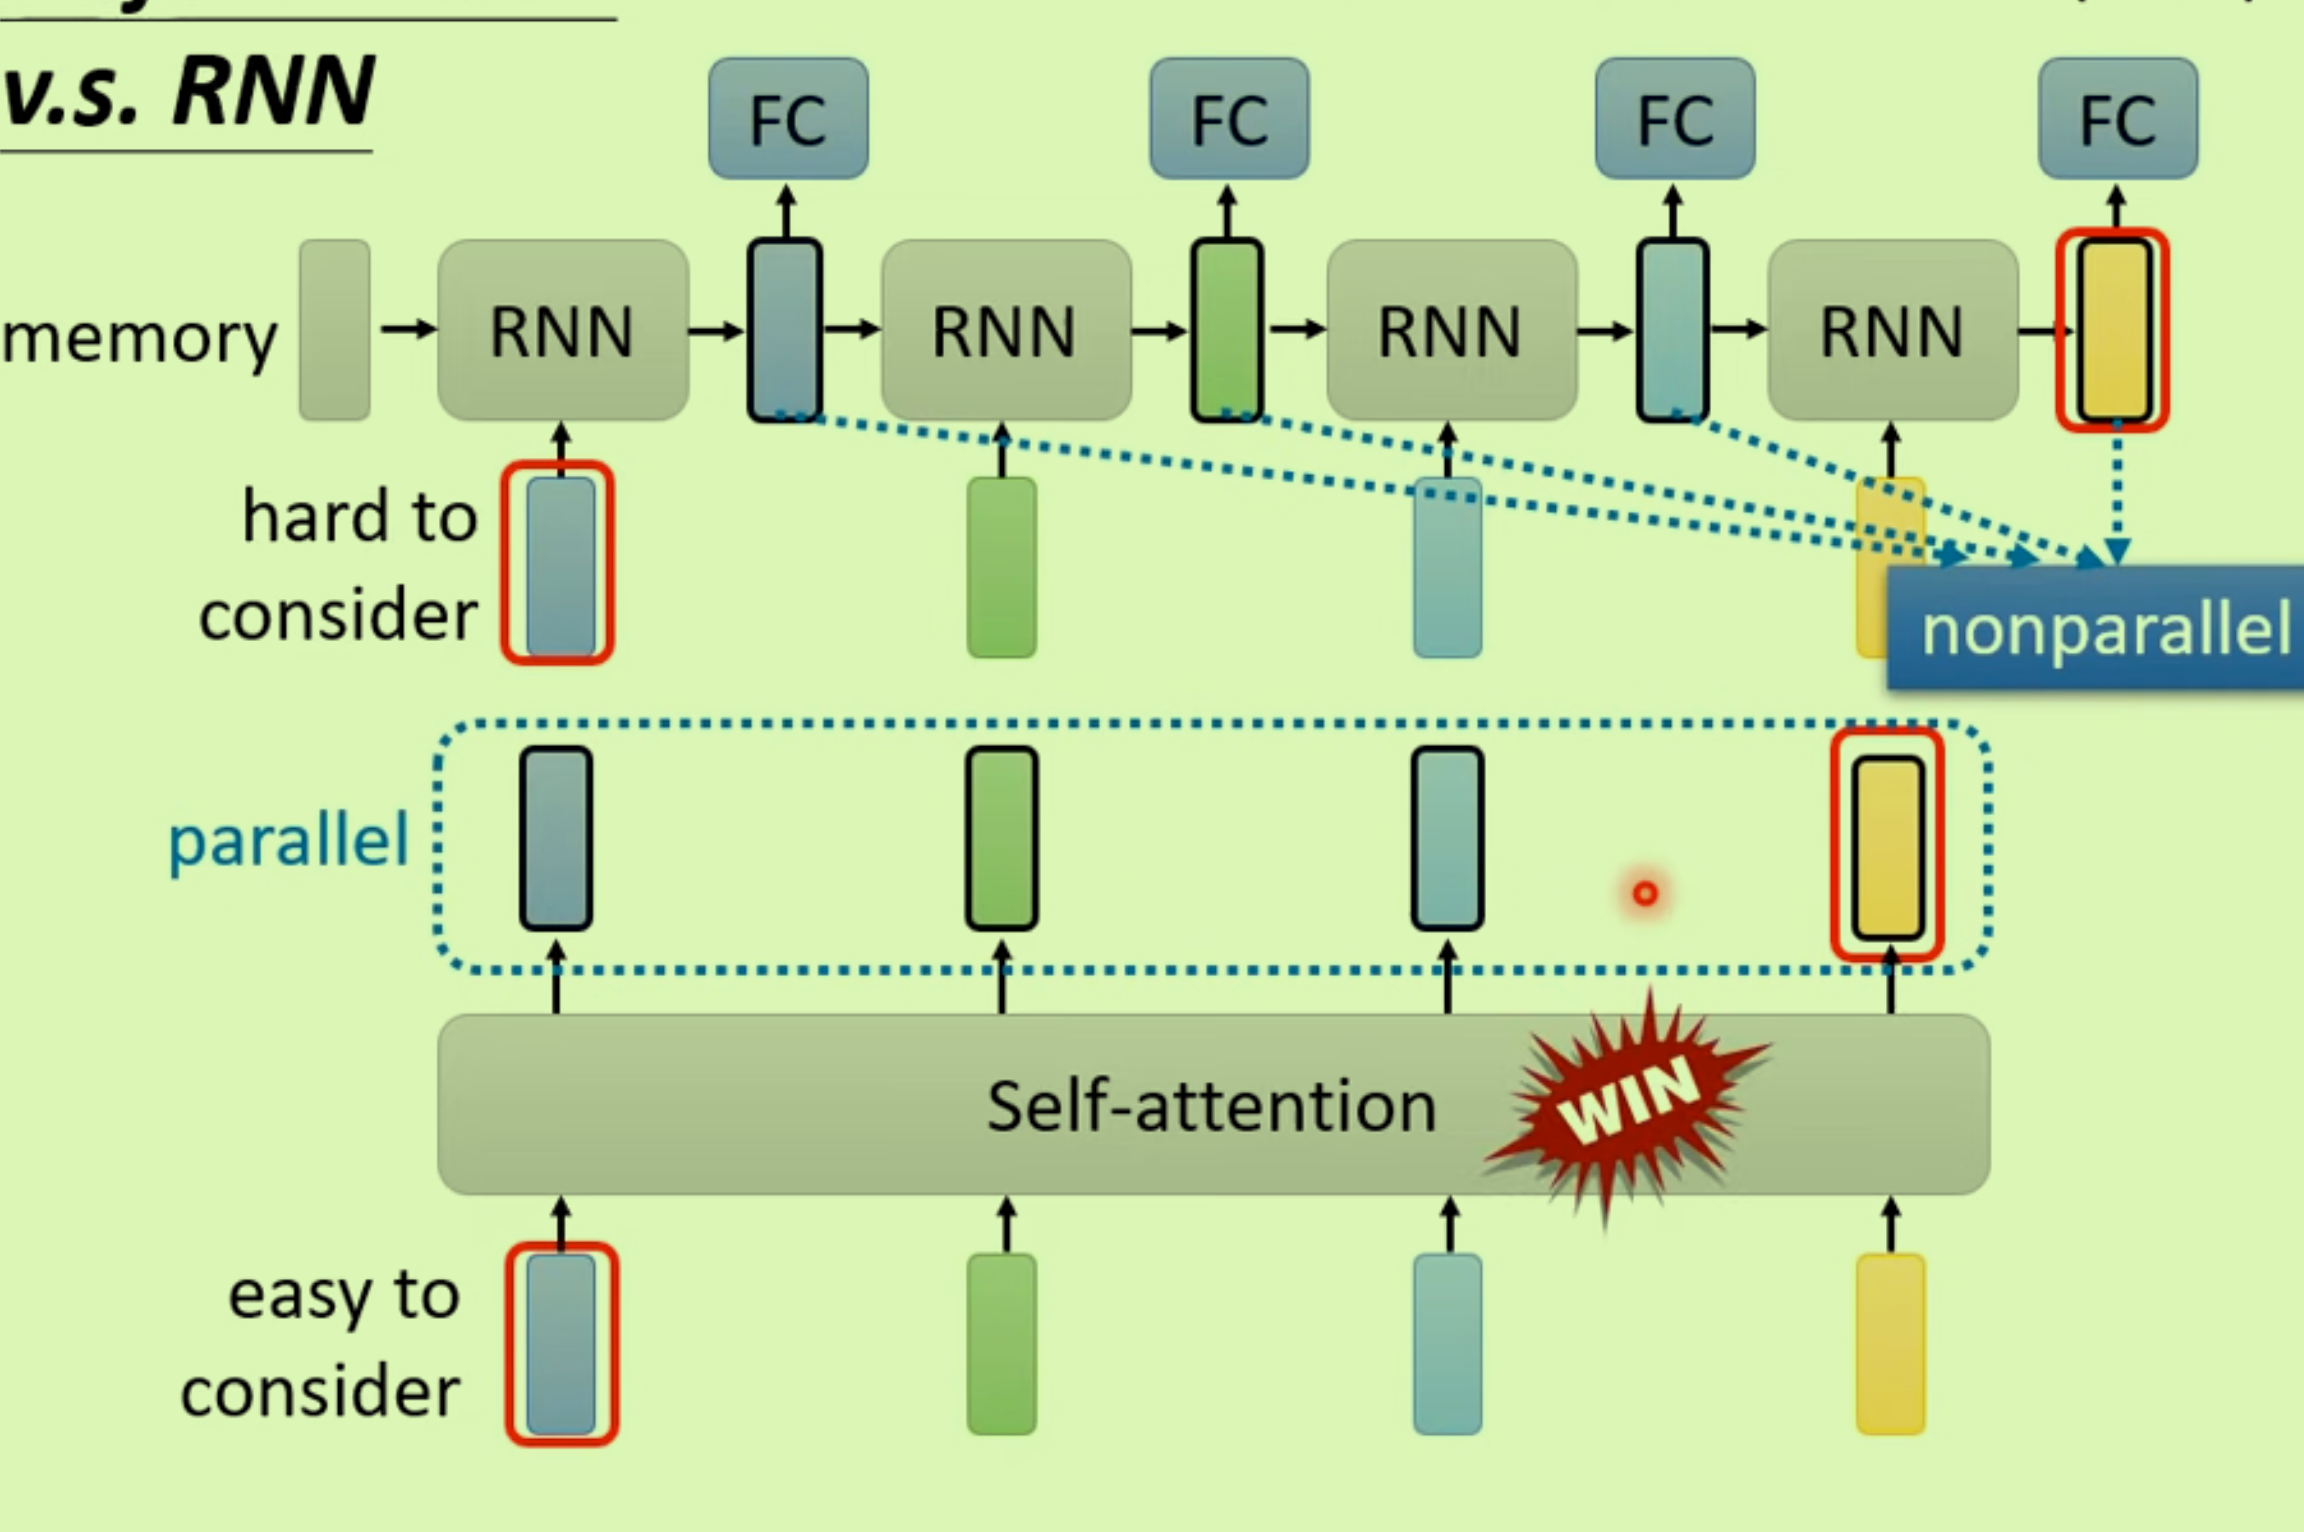 v.s. RNN
FC FC FC FC
memory RNN RNN RNN RNN
hard to
consider
nonparallel
parallel
Self-attention WIN
easy to
consider